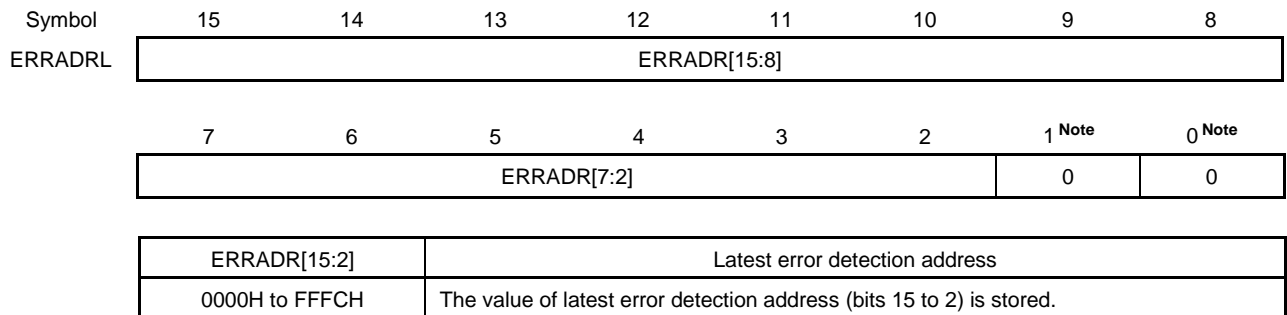 Symbol 15 14 13 12 11 10 9 8
ERRADRL ERRADR[15:8]
7 6 5 4 3 2 1 Note 0 Note
ERRADR[7:2] 0 0
ERRADR[15:2] Latest error detection address
0000H to FFFCH The value of latest error detection address (bits 15 to 2) is stored.